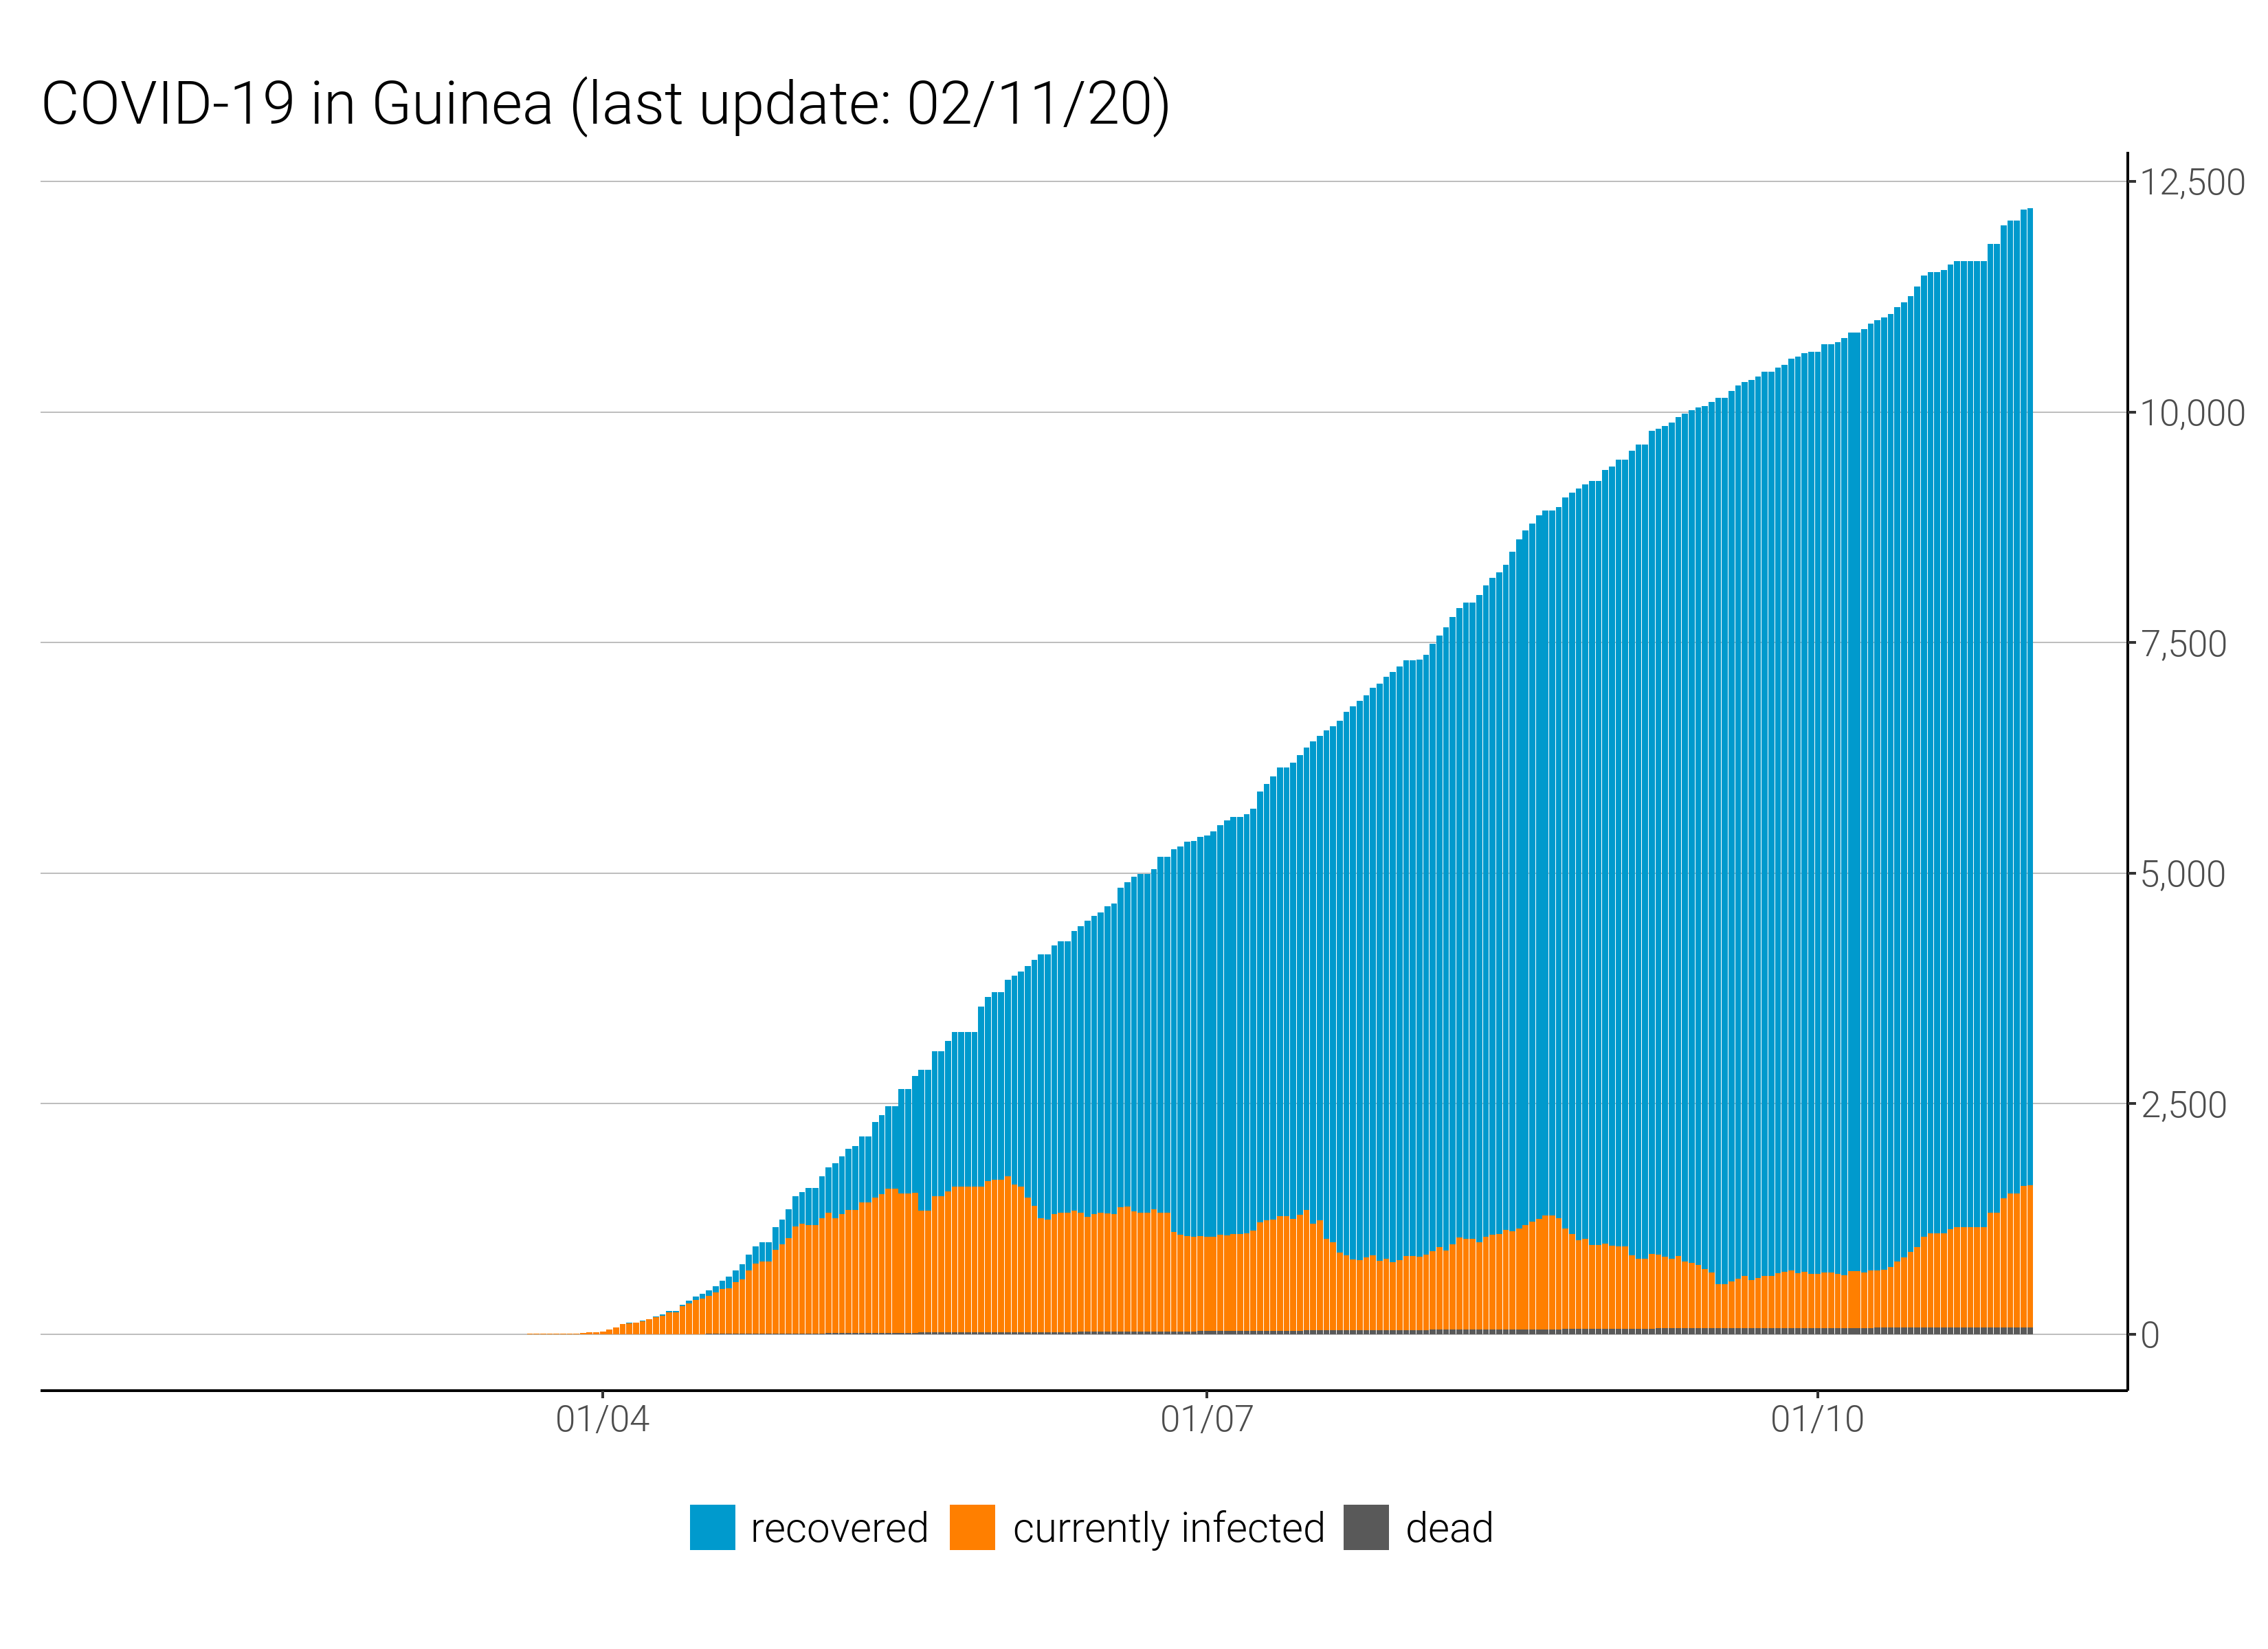 COVID-19 in Guinea (last update: 02/11/20)
12,500
10,000
7,500
5,000
2,500
0
01/04 01/07 01/10
recovered currently infected dead